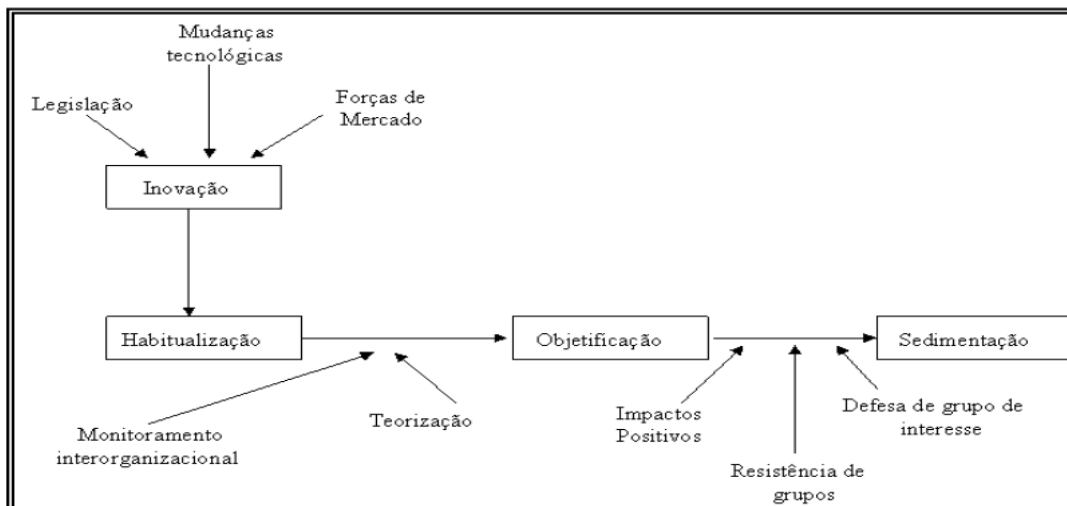 Mudanças
tecnológicas
Legislação
Forças de
Mercado
Inovação
Habitualização
Objetificação
Sedimentação
Monitoramento
interorganizacional
Teorização
Impactos
Positivos
Resistência de
grupos
Defesa de grupo de
interesse